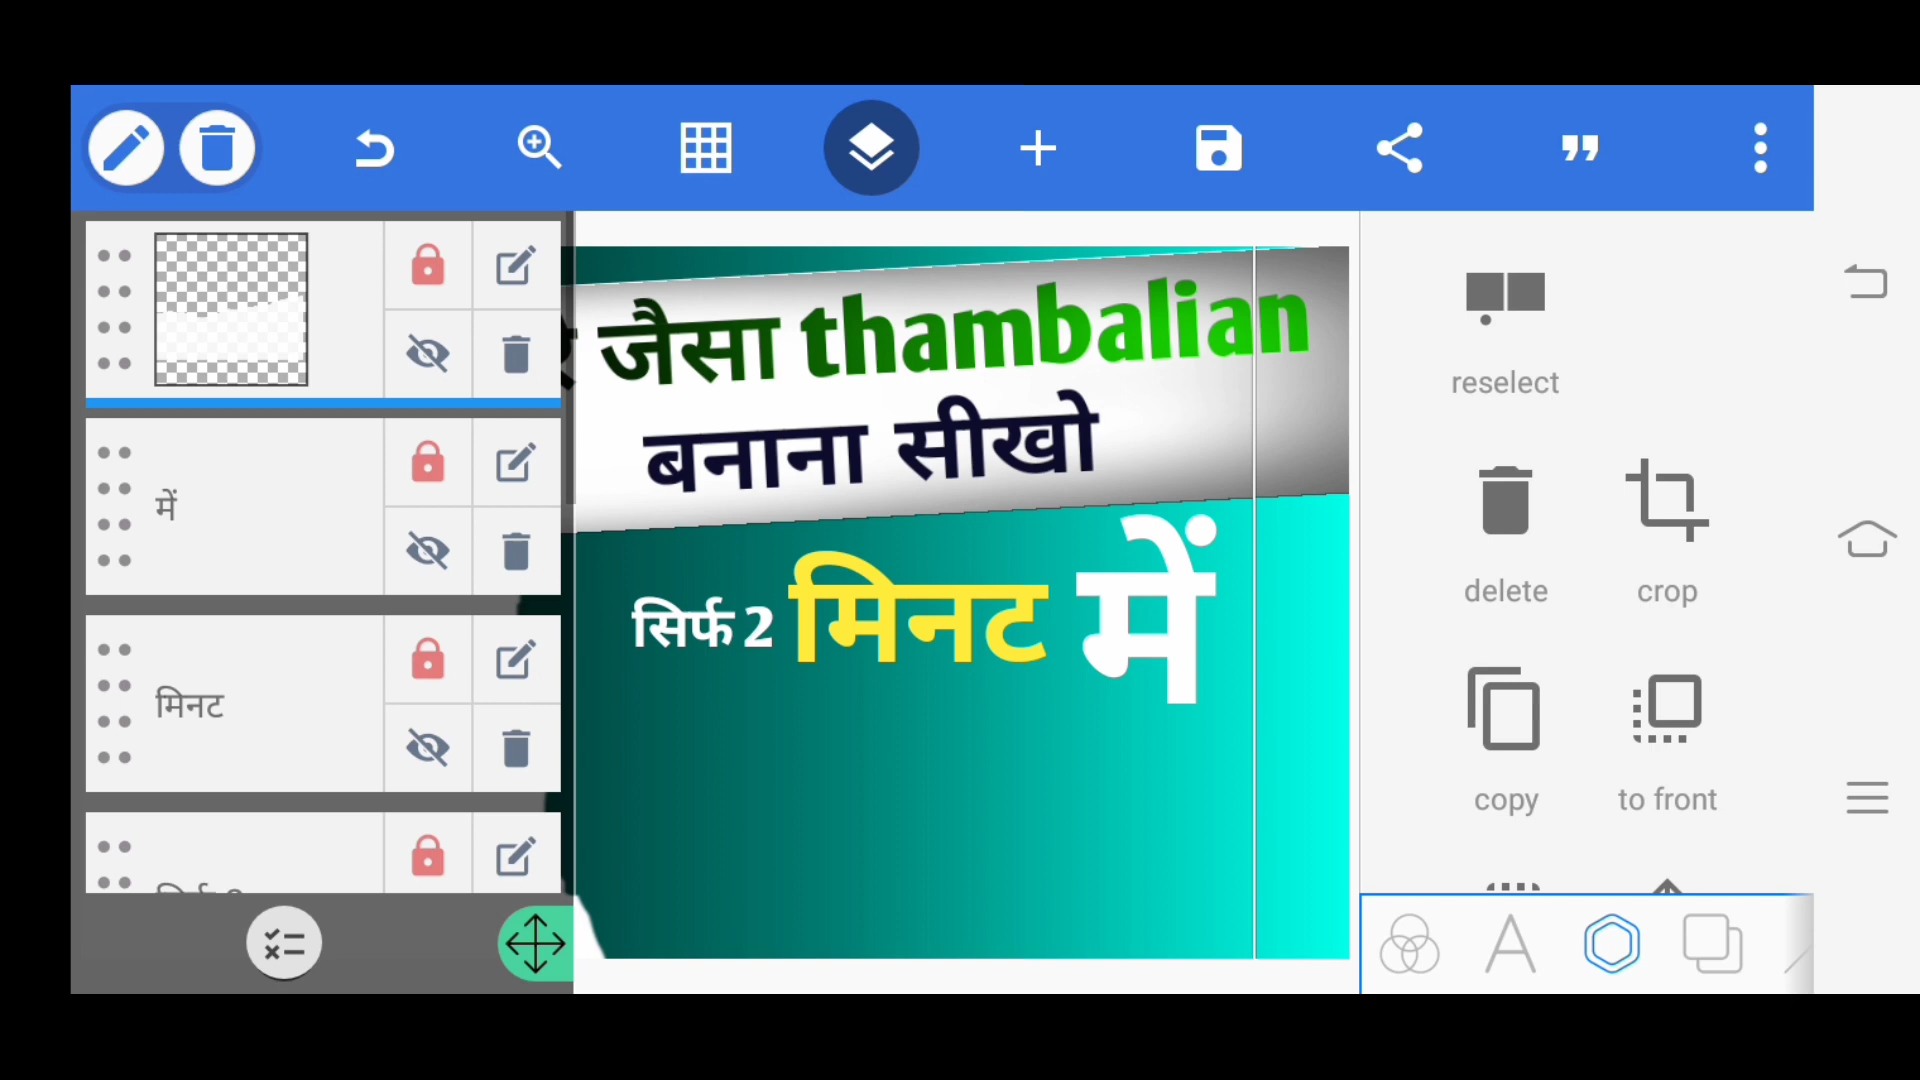 जैसा thambalian
बनाना सीखो
सिर्फ 2 मिनट में
में
मिनट
reselect
delete
crop
copy
to front